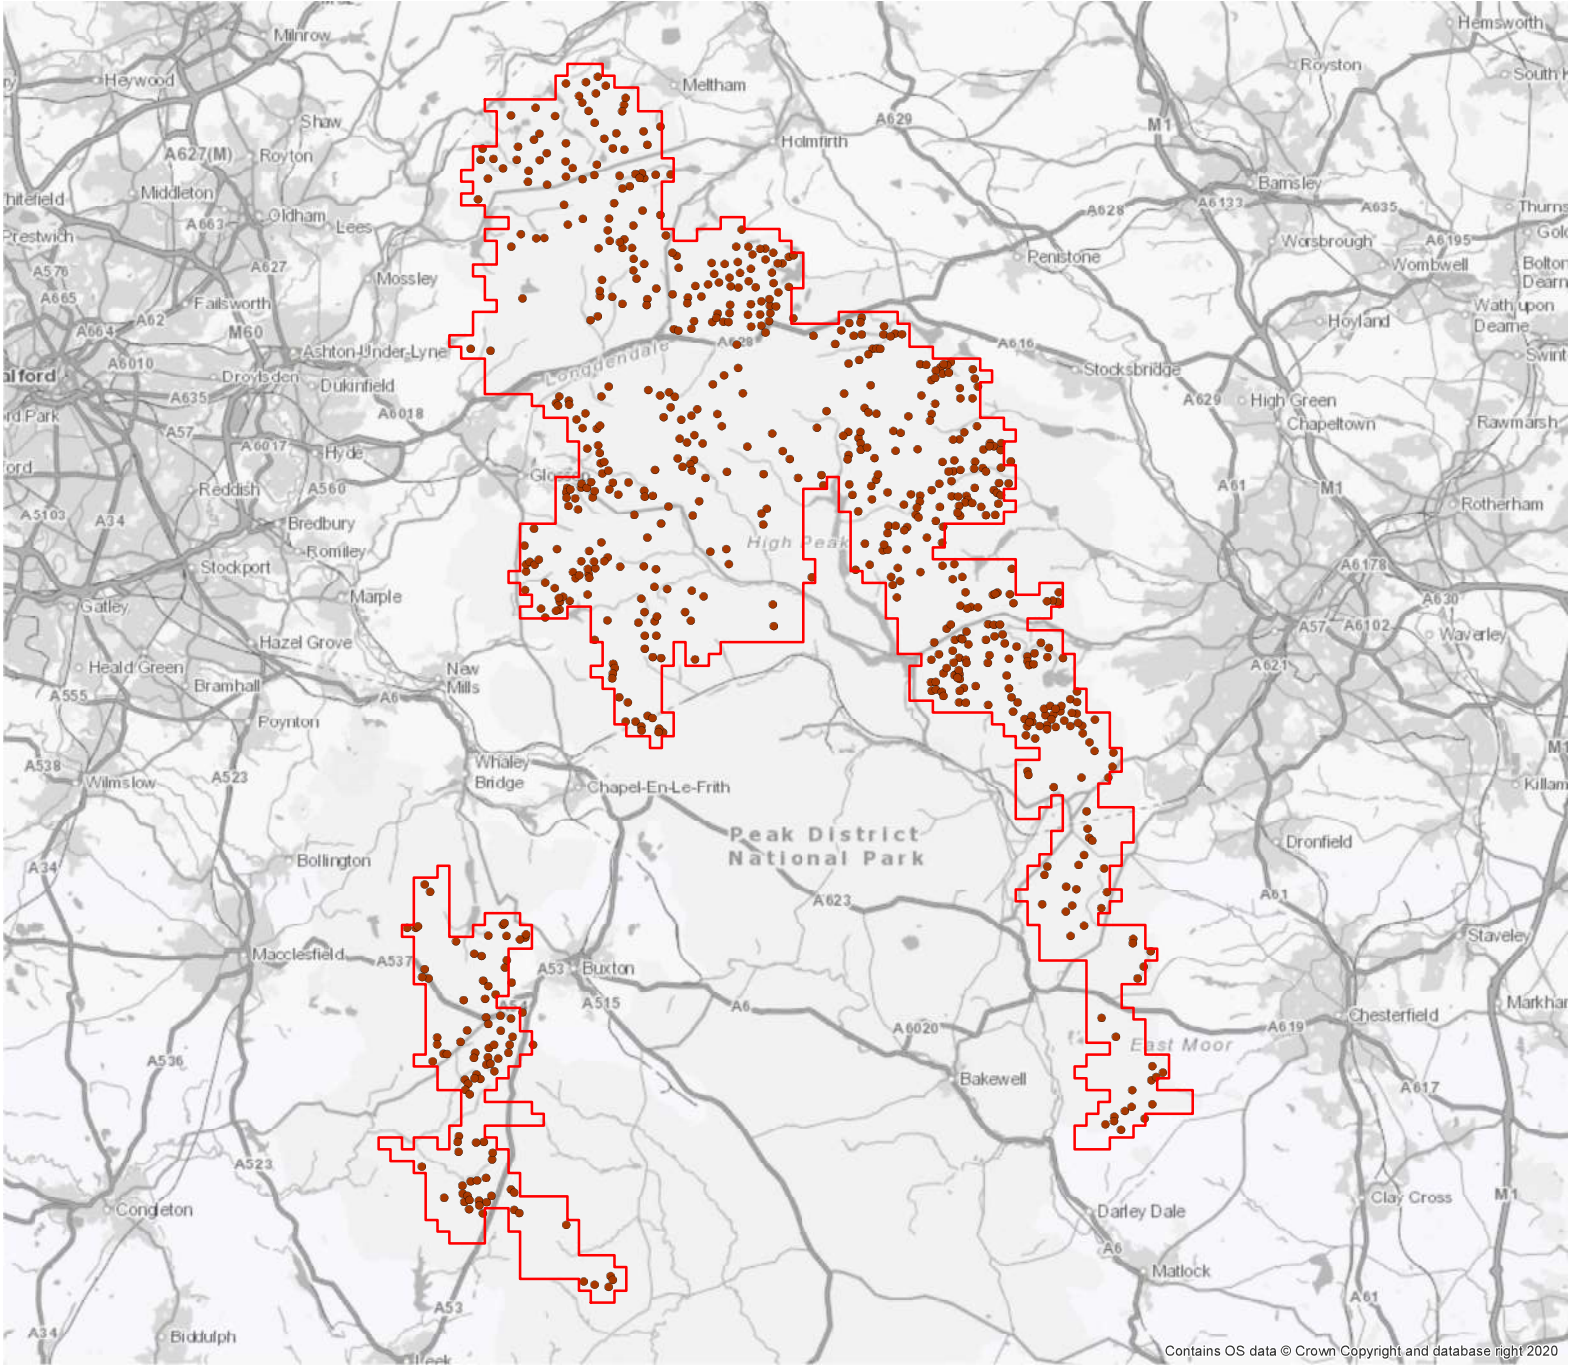 Milnrow
Hemsworth
Heywood
Meltham
Royston
South
Shaw
A629
M1
Holmfirth
A627(M)
Royton
Barnsley
Middleton
Whitefield
Oldham
A663
Lees
A628
A6133
A635
Thurns
Prestwich
Worsbrough
A6195
Gold
A576
A627
Mossley
Penistone
Wombwell
Bolton
Dearn
A665
Failsworth
Wath upon
Dearne
A664
A62
M60
Hoyland
A6010
Ashton-Under-Lyne
Longdendale
A628
A616
Stocksbridge
Swint
alford
Droylsden
Dukinfield
A635
A6018
A629
High Green
ord Park
A57
A6017
Hyde
Chapeltown
Rawmarsh
ford
Reddish
A560
Glossop
A61
M1
A5103
A34
Bredbury
Rotherham
Romiley
High Peak
Stockport
A6178
Gatley
Marple
A630
A57
A6102
Waverley
Hazel Grove
Heald Green
New
Mills
A621
A555
Bramhall
A6
Poynton
M1
A538
Wilmslow
A523
Whaley
Bridge
Chapel-En-Le-Frith
Killam
Peak District
National Park
Dronfield
Bollington
A34
A623
A61
Macclesfield
A537
A53
Buxton
Staveley
A54
A515
A6
A6020
A619
Chesterfield
Markhar
East Moor
A536
Bakewell
A617
A523
Congleton
Clay Cross
M1
Darley Dale
A6
Matlock
A53
A61
A34
Biddulph
Leek
Contains OS data © Crown Copyright and database right 2020